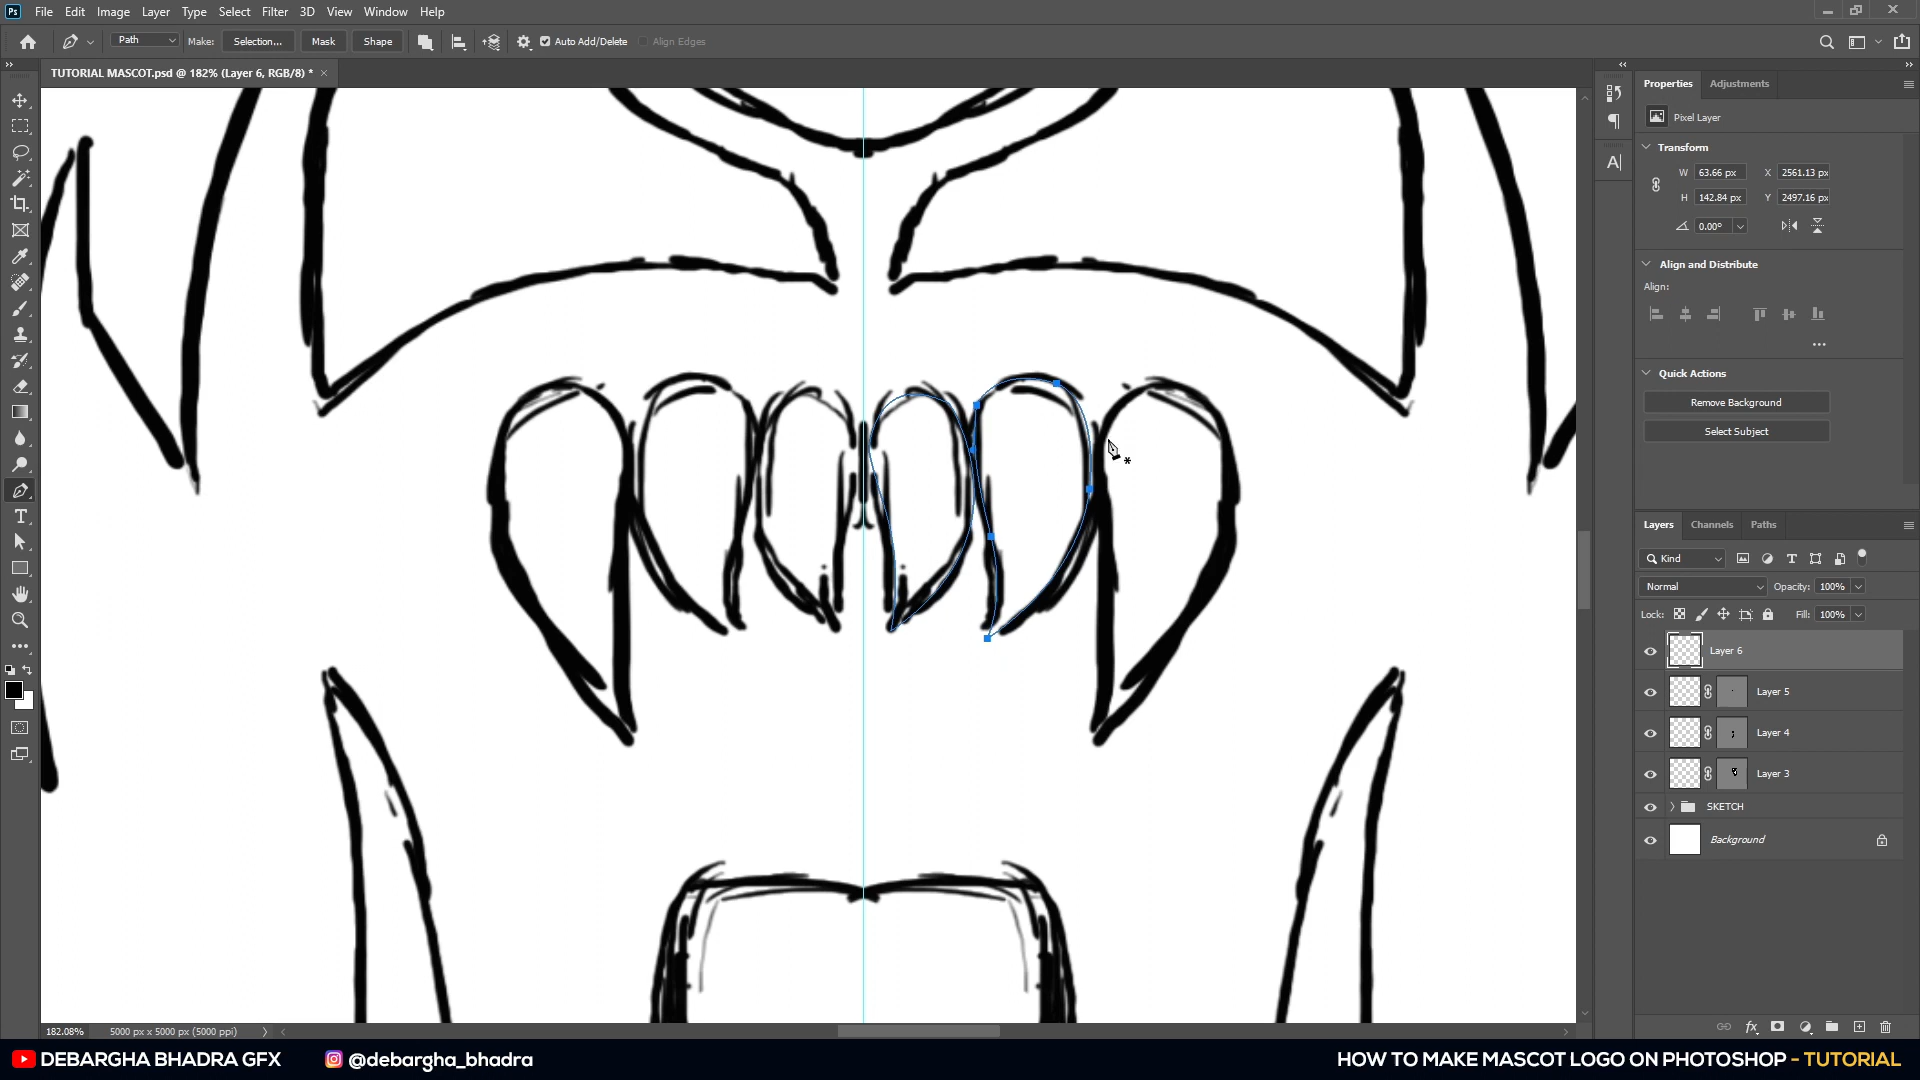 Ps File Edit Image Layer Type Select Filter 3D View Window Help
Path Make: Selection... Mask Shape Auto Add/Delete Align Edges
TUTORIAL MASCOT.psd @ 182% (Layer 6, RGB/8) *
Properties Adjustments
Pixel Layer
Transform
W 63.66 px X 2561.13 px
H 142.84 px Y 2497.16 px
0.00°
Align and Distribute
Align:
Quick Actions
Remove Background
Select Subject
Layers Channels Paths
Kind
Normal Opacity: 100%
Lock: Fill: 100%
Layer 6
Layer 5
Layer 4
Layer 3
SKETCH
Background
182.08% 5000 px x 5000 px (5000 ppi)
DEBARGHA BHADRA GFX @debargha_bhadra HOW TO MAKE MASCOT LOGO ON PHOTOSHOP - TUTORIAL